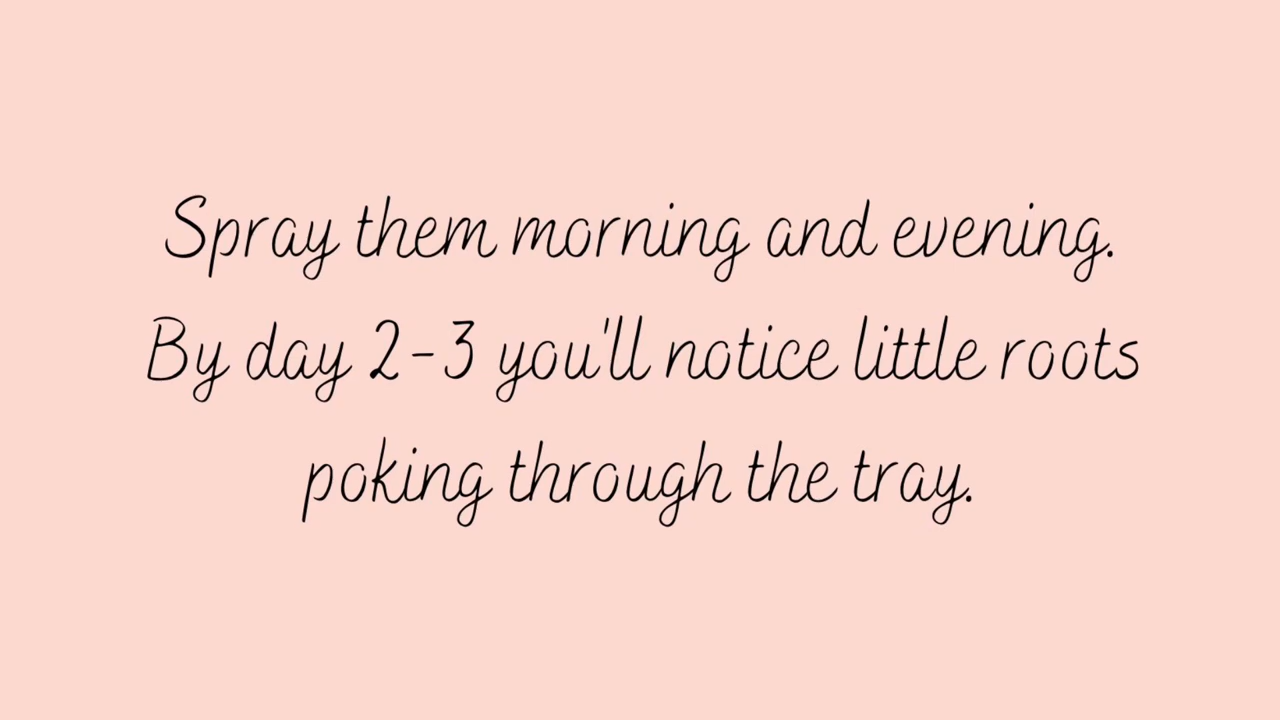 Spray them morning and evening.
By day 2-3 you'll notice little roots
poking through the tray.